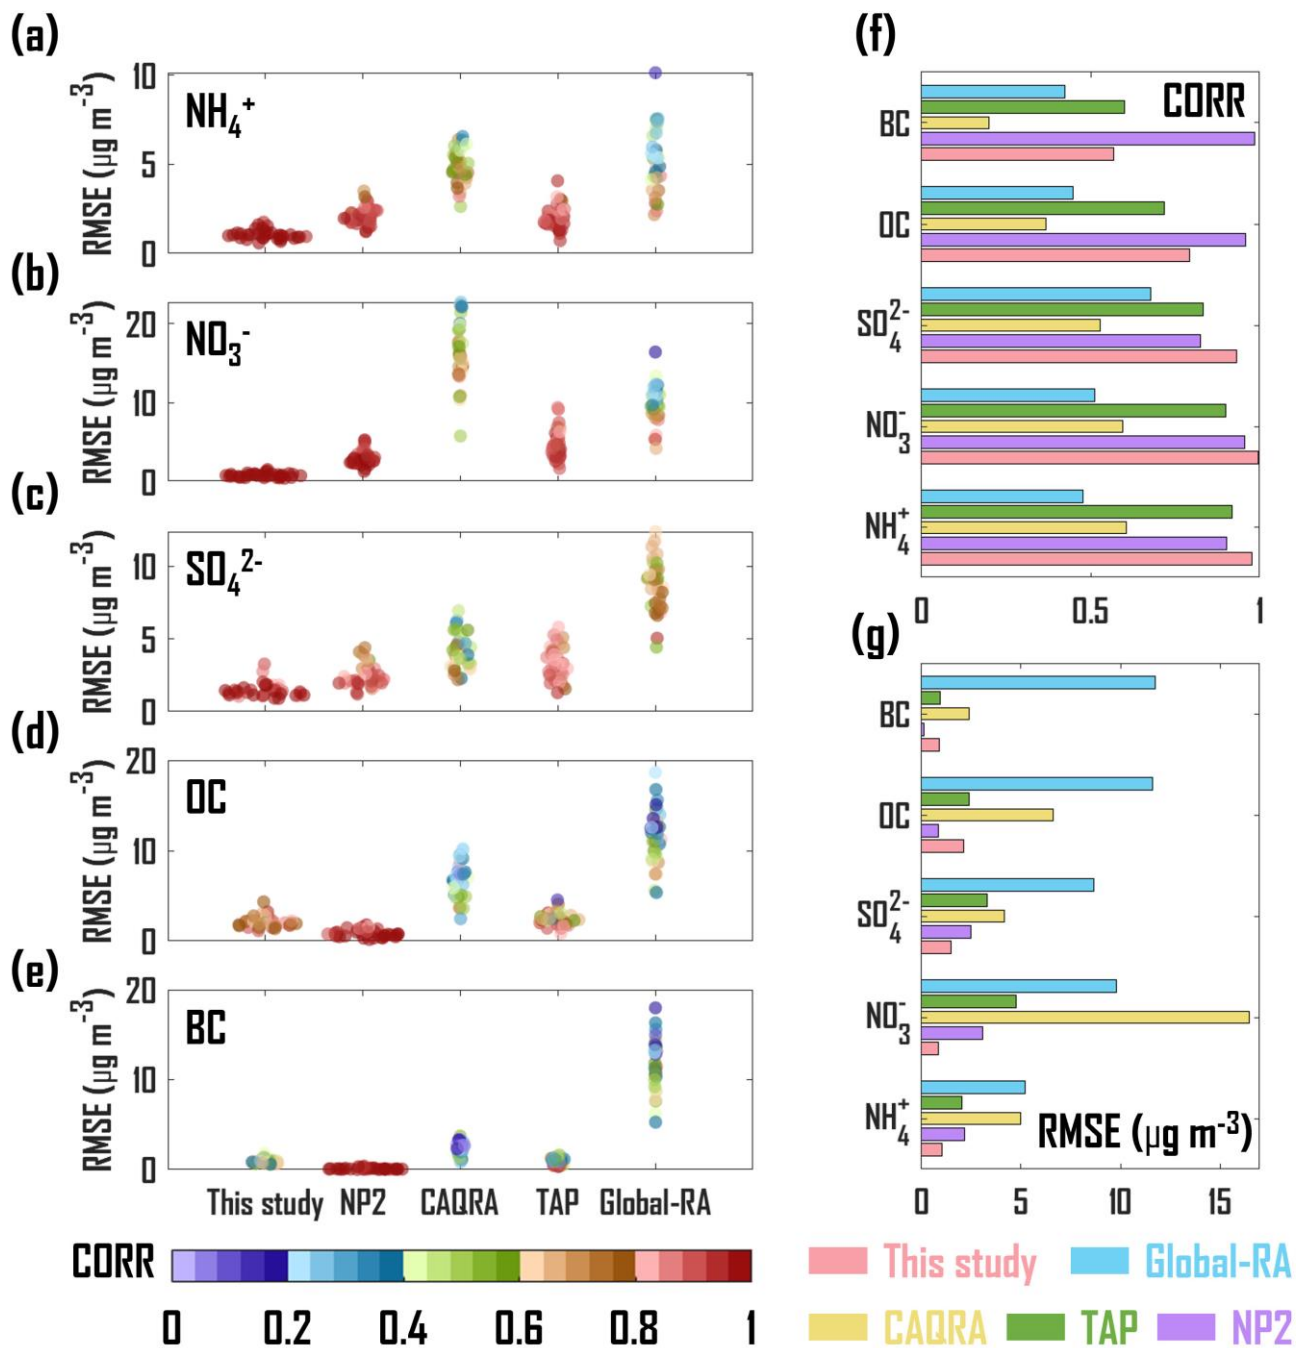 (a)
10
5
0
RMSE (μg m⁻³)
NH₄⁺
(b)
20
10
0
RMSE (μg m⁻³)
NO₃⁻
(c)
10
5
0
RMSE (μg m⁻³)
SO₄²⁻
(d)
20
10
0
RMSE (μg m⁻³)
OC
(e)
20
10
0
RMSE (μg m⁻³)
BC
This study NP2 CAQRA TAP Global-RA
CORR
0 0.2 0.4 0.6 0.8 1
(f)
CORR
BC
OC
SO₄²⁻
NO₃⁻
NH₄⁺
0 0.5 1
(g)
BC
OC
SO₄²⁻
NO₃⁻
NH₄⁺
RMSE (μg m⁻³)
0 5 10 15
This study Global-RA
CAQRA TAP NP2